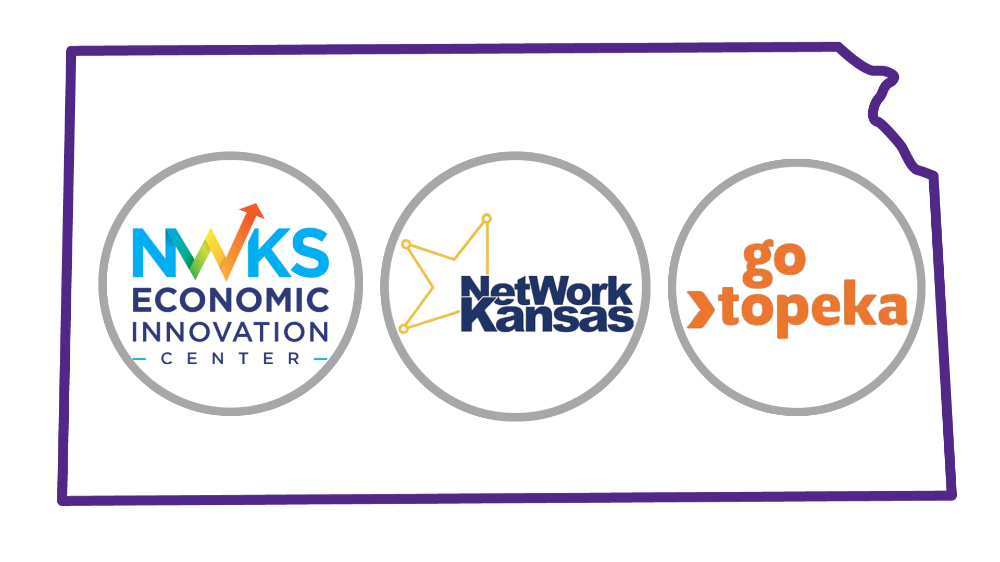 NWKS
ECONOMIC
INNOVATION
CENTER
NetWork
Kansas
go
topeka